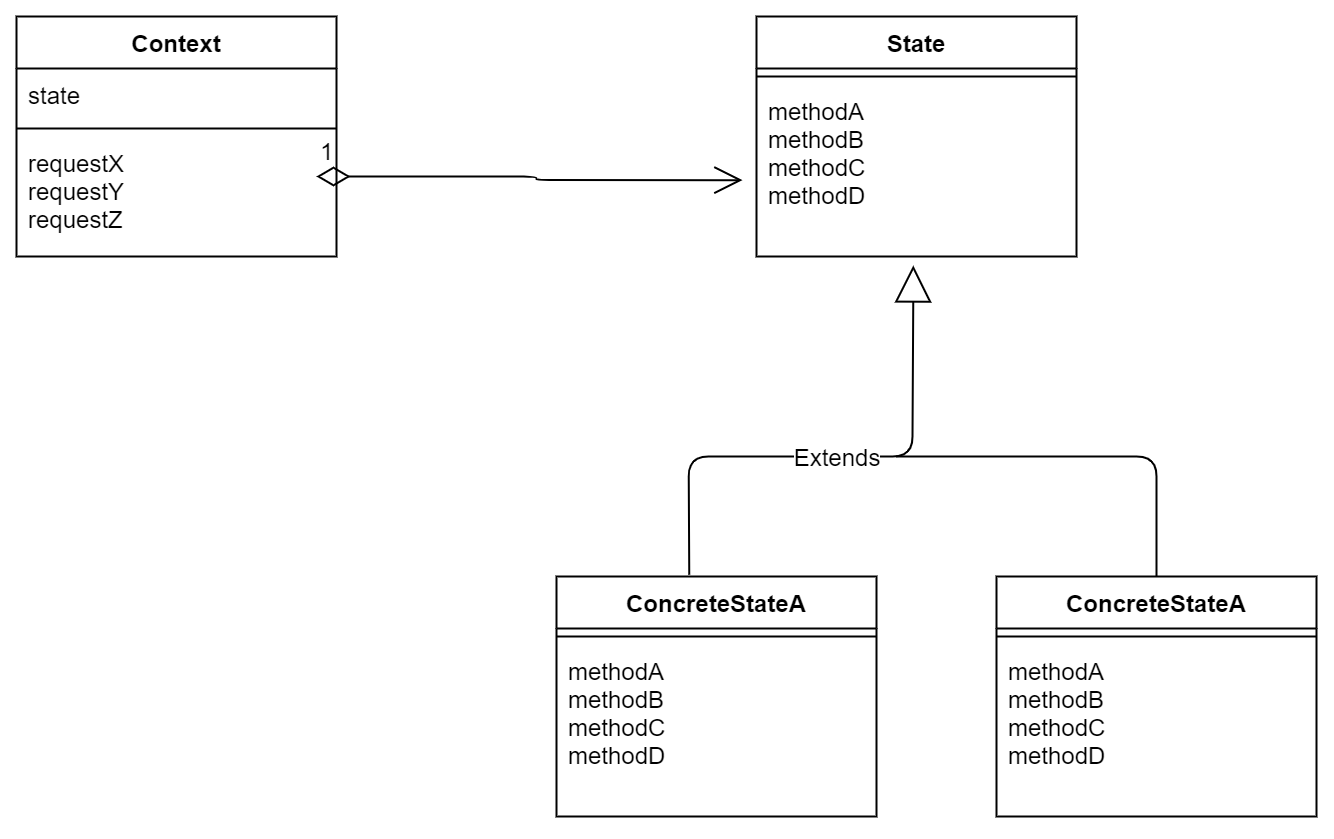 Context
state
requestX
requestY
requestZ
1
State
methodA
methodB
methodC
methodD
Extends
ConcreteStateA
methodA
methodB
methodC
methodD
ConcreteStateA
methodA
methodB
methodC
methodD